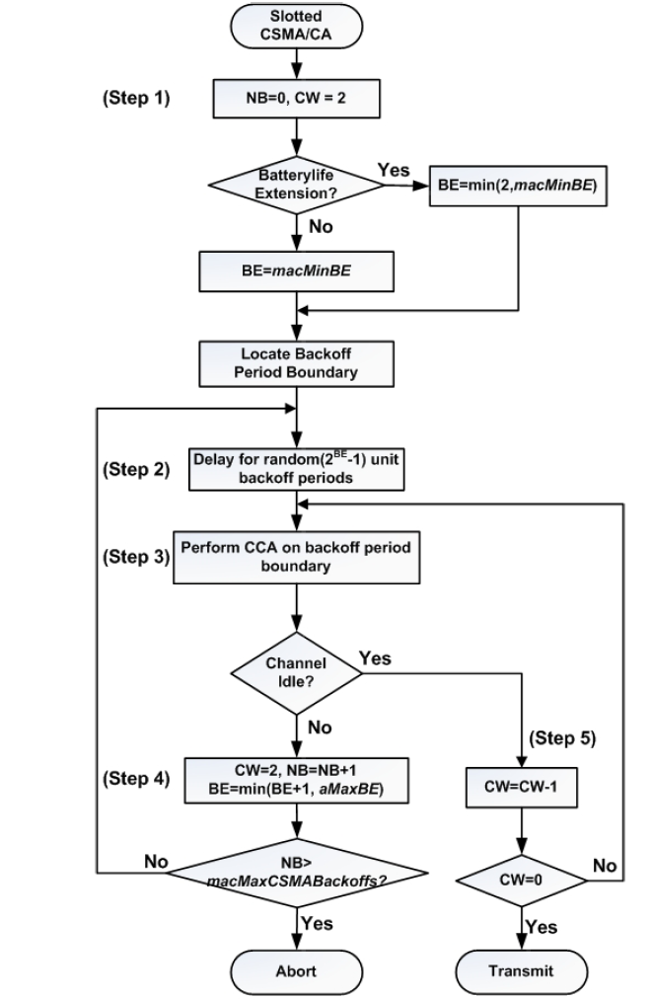 Slotted
CSMA/CA
(Step 1)
NB=0, CW = 2
Batterylife
Extension?
Yes
BE=min(2,macMinBE)
No
BE=macMinBE
Locate Backoff
Period Boundary
(Step 2)
Delay for random(2^BE-1) unit
backoff periods
(Step 3)
Perform CCA on backoff period
boundary
Channel
Idle?
Yes
No
(Step 5)
(Step 4)
CW=2, NB=NB+1
BE=min(BE+1, aMaxBE)
CW=CW-1
No
NB>
macMaxCSMABackoffs?
CW=0
No
Yes
Yes
Abort
Transmit